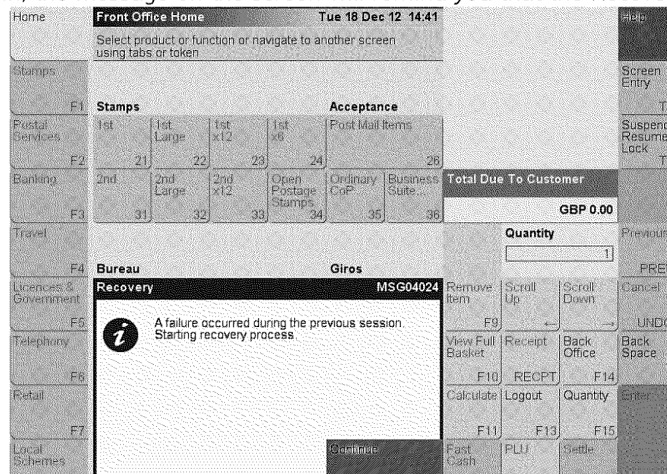 Home
Front Office Home Tue 18 Dec 12 14:41
Help
Select product or function or navigate to another screen
using tabs or token
Stamps
F1
Screen
Entry
Stamps
Acceptance
Postal
Services
F2
1st
21
1st
Large
22
1st
x12
23
1st
x6
24
Post Mail Items
26
Suspend
Resume
Lock
Banking
F3
2nd
31
2nd
Large
32
2nd
x12
33
Open
Postage
Stamps
34
Ordinary
CoP
35
Business
Suite...
36
Total Due To Customer
GBP 0.00
Travel
F4
Quantity
1
Previous
PRE
Bureau
Giros
Licences &
Government
F5
Recovery MSG04024
A failure occurred during the previous session.
Starting recovery process.
Continue
Remove
Item
F9
Scroll
Up
←
Scroll
Down
→
Cancel
UNDO
Telephony
F6
View Full
Basket
F10
Receipt
RECPT
Back
Office
F14
Back
Space
Retail
F7
Calculate
F11
Logout
F13
Quantity
F15
Enter
Local
Schemes
Fast
Cash
PLU
Settle